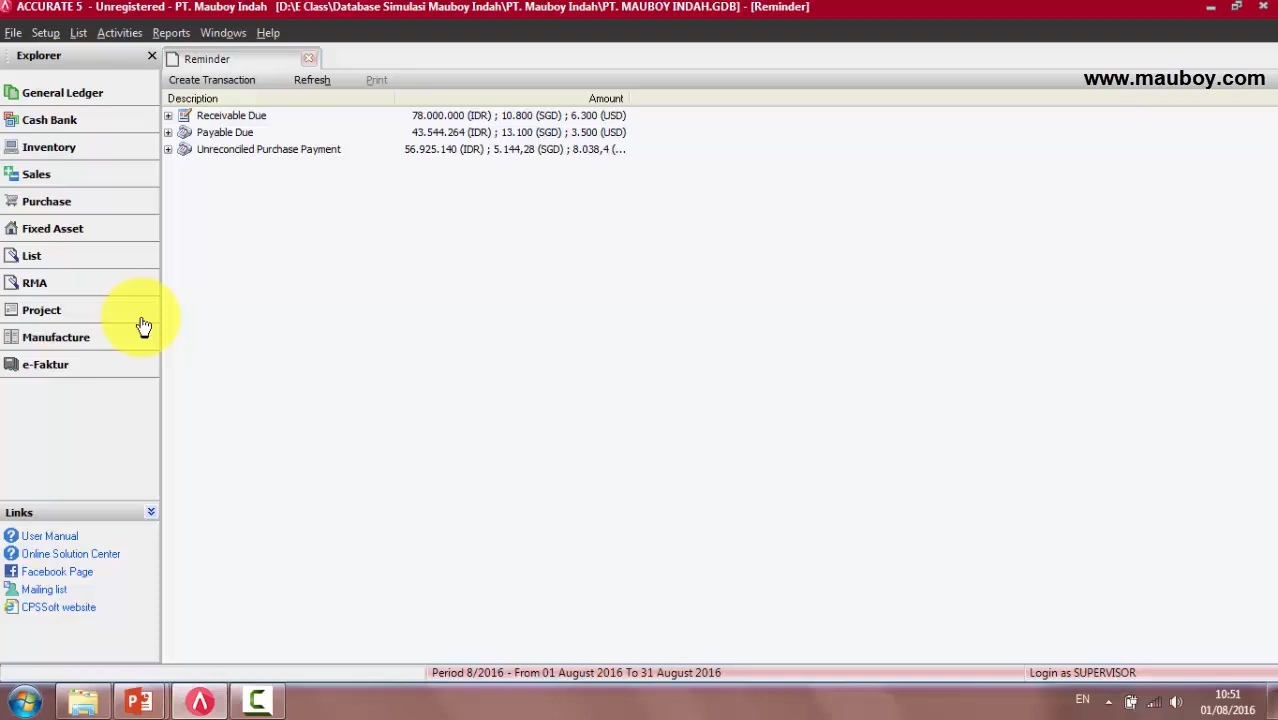 ACCURATE 5 - Unregistered - PT. Mauboy Indah [D:\E Class\Database Simulasi Mauboy Indah\PT. Mauboy Indah\PT. MAUBOY INDAH.GDB] - [Reminder]
File Setup List Activities Reports Windows Help
Explorer
Reminder
Create Transaction Refresh Print
www.mauboy.com
Description Amount
Receivable Due 78.000.000 (IDR) ; 10.800 (SGD) ; 6.300 (USD)
Payable Due 43.544.264 (IDR) ; 13.100 (SGD) ; 3.500 (USD)
Unreconciled Purchase Payment 56.925.140 (IDR) ; 5.144,28 (SGD) ; 8.038,4 (...
General Ledger
Cash Bank
Inventory
Sales
Purchase
Fixed Asset
List
RMA
Project
Manufacture
e-Faktur
Links
User Manual
Online Solution Center
Facebook Page
Mailing list
CPSSoft website
Period 8/2016 - From 01 August 2016 To 31 August 2016
Login as SUPERVISOR
EN
10:51
01/08/2016